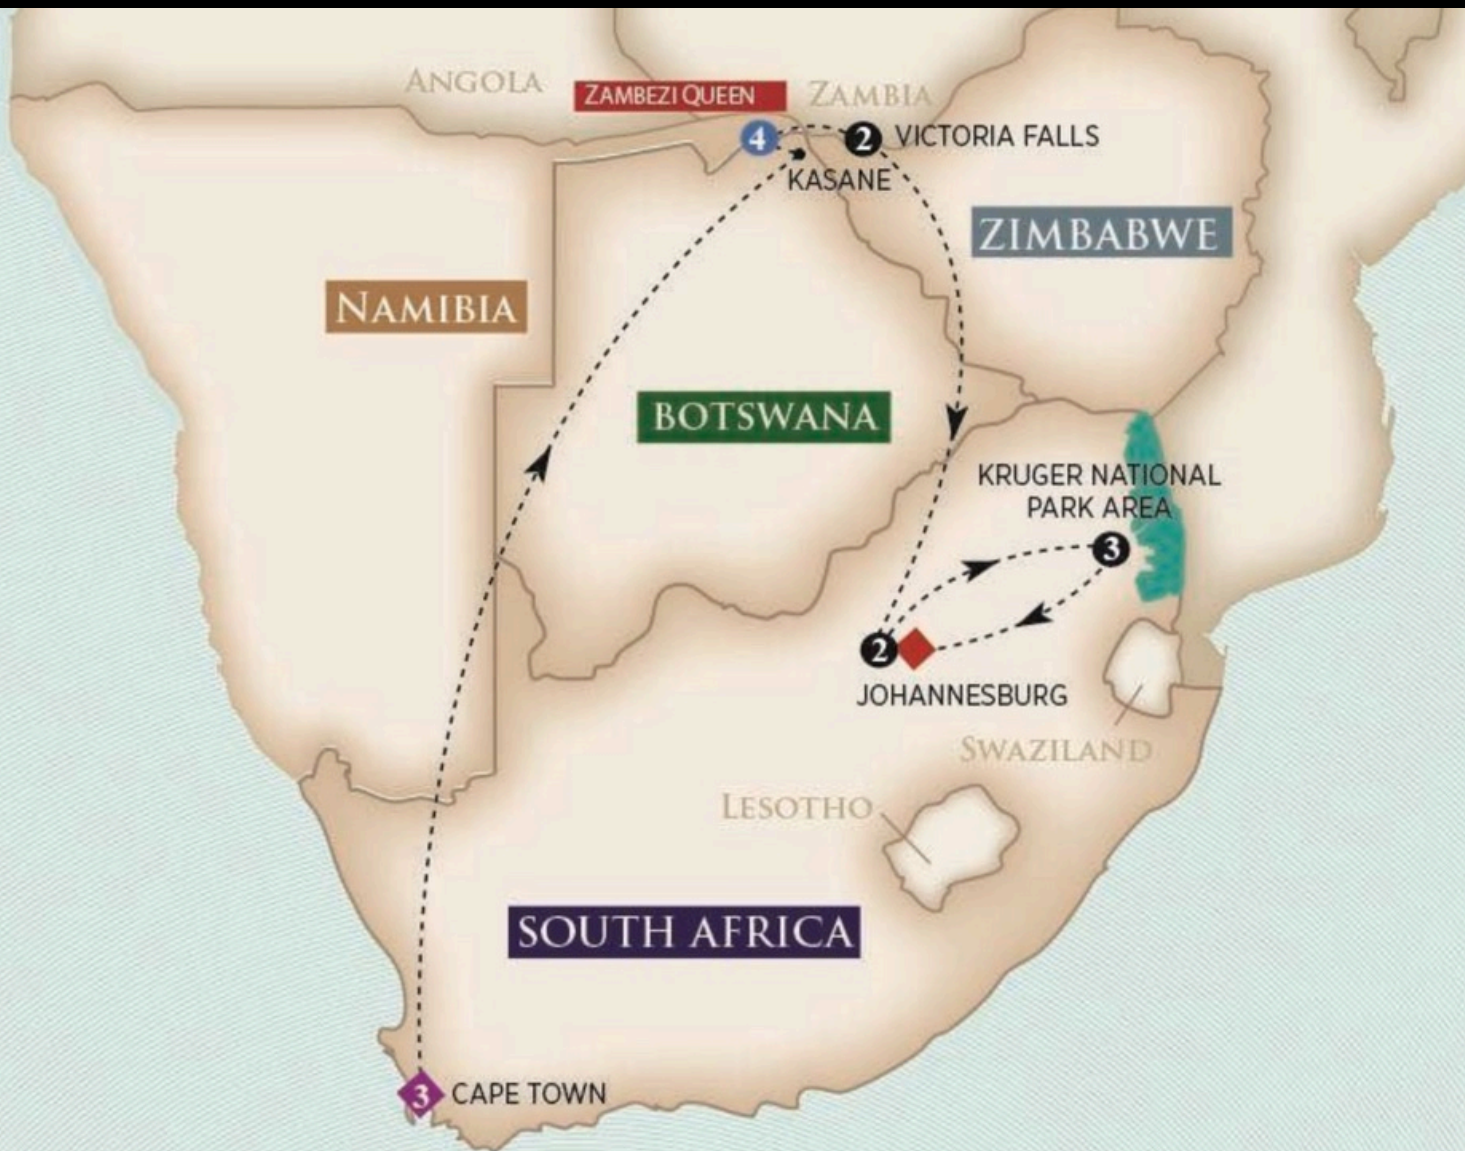 ANGOLA
ZAMBEZI QUEEN
ZAMBIA
4
2
VICTORIA FALLS
KASANE
ZIMBABWE
NAMIBIA
BOTSWANA
KRUGER NATIONAL
PARK AREA
3
2
JOHANNESBURG
SWAZILAND
LESOTHO
SOUTH AFRICA
3
CAPE TOWN